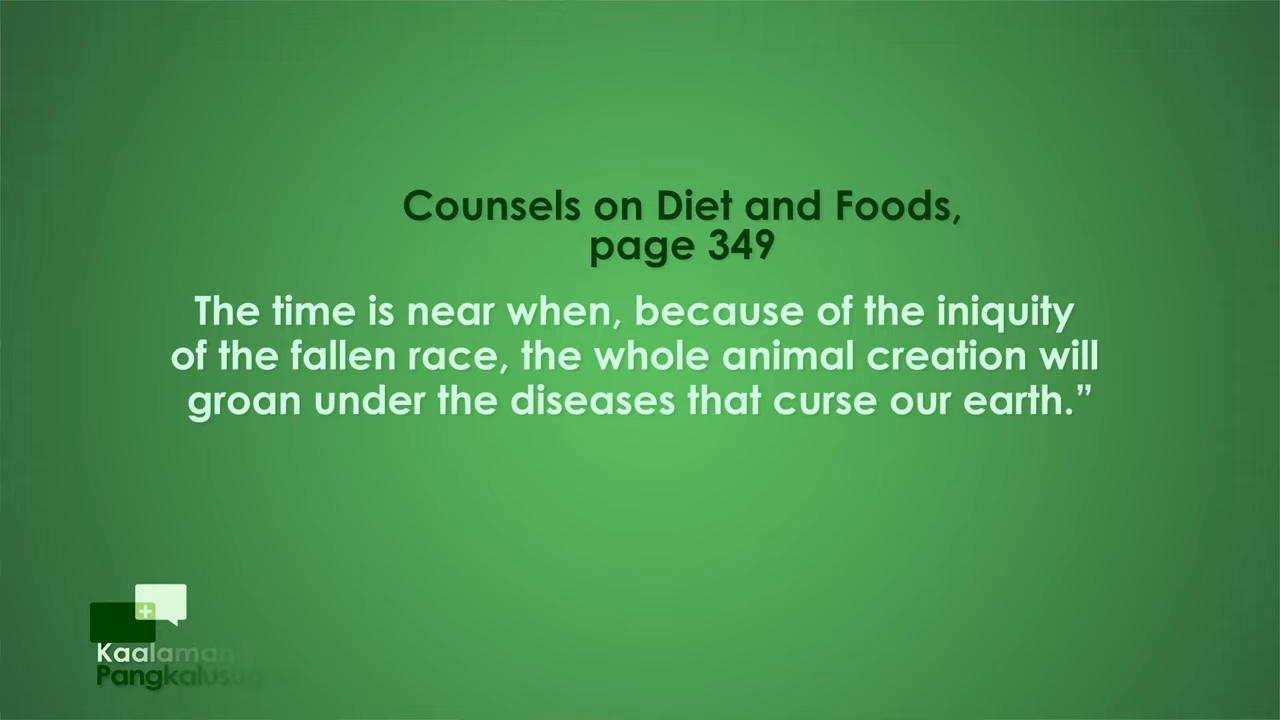 Counsels on Diet and Foods,
page 349
The time is near when, because of the iniquity
of the fallen race, the whole animal creation will
groan under the diseases that curse our earth.”
+
Kaalaman